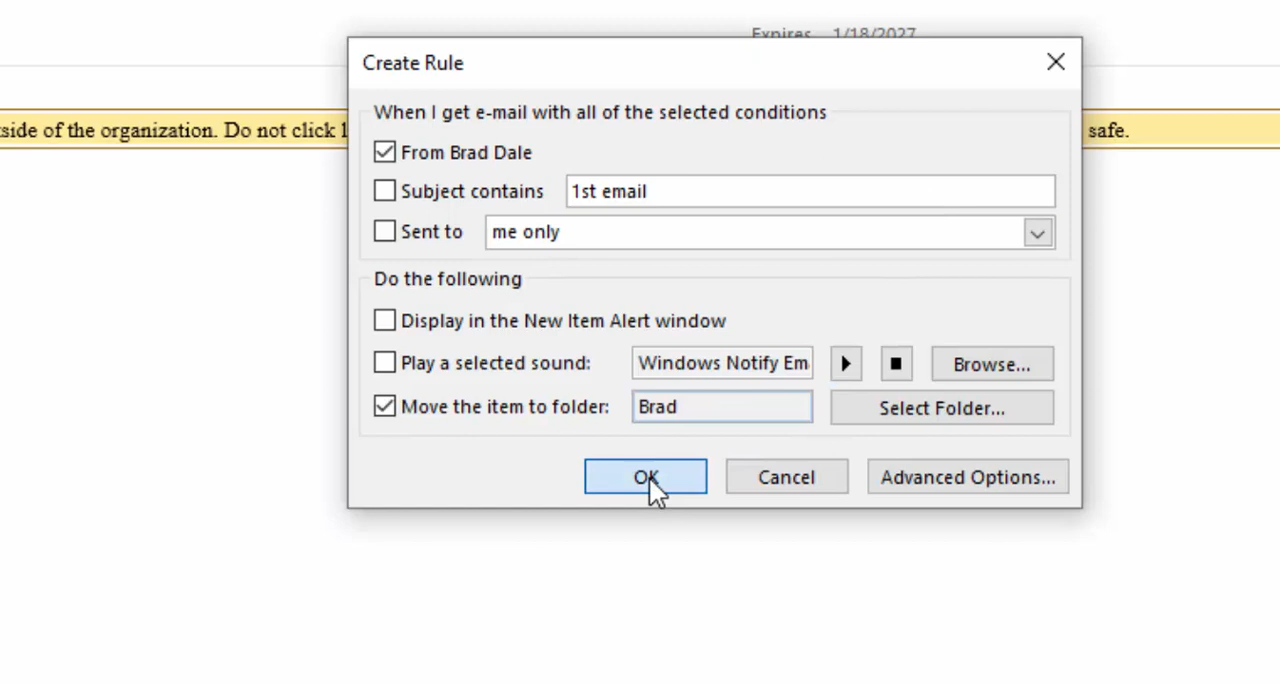 Expires 1/18/2027
Create Rule
When I get e-mail with all of the selected conditions
side of the organization. Do not click safe.
From Brad Dale
Subject contains 1st email
Sent to me only
Do the following
Display in the New Item Alert window
Play a selected sound: Windows Notify Em Browse...
Move the item to folder: Brad Select Folder...
OK Cancel Advanced Options...